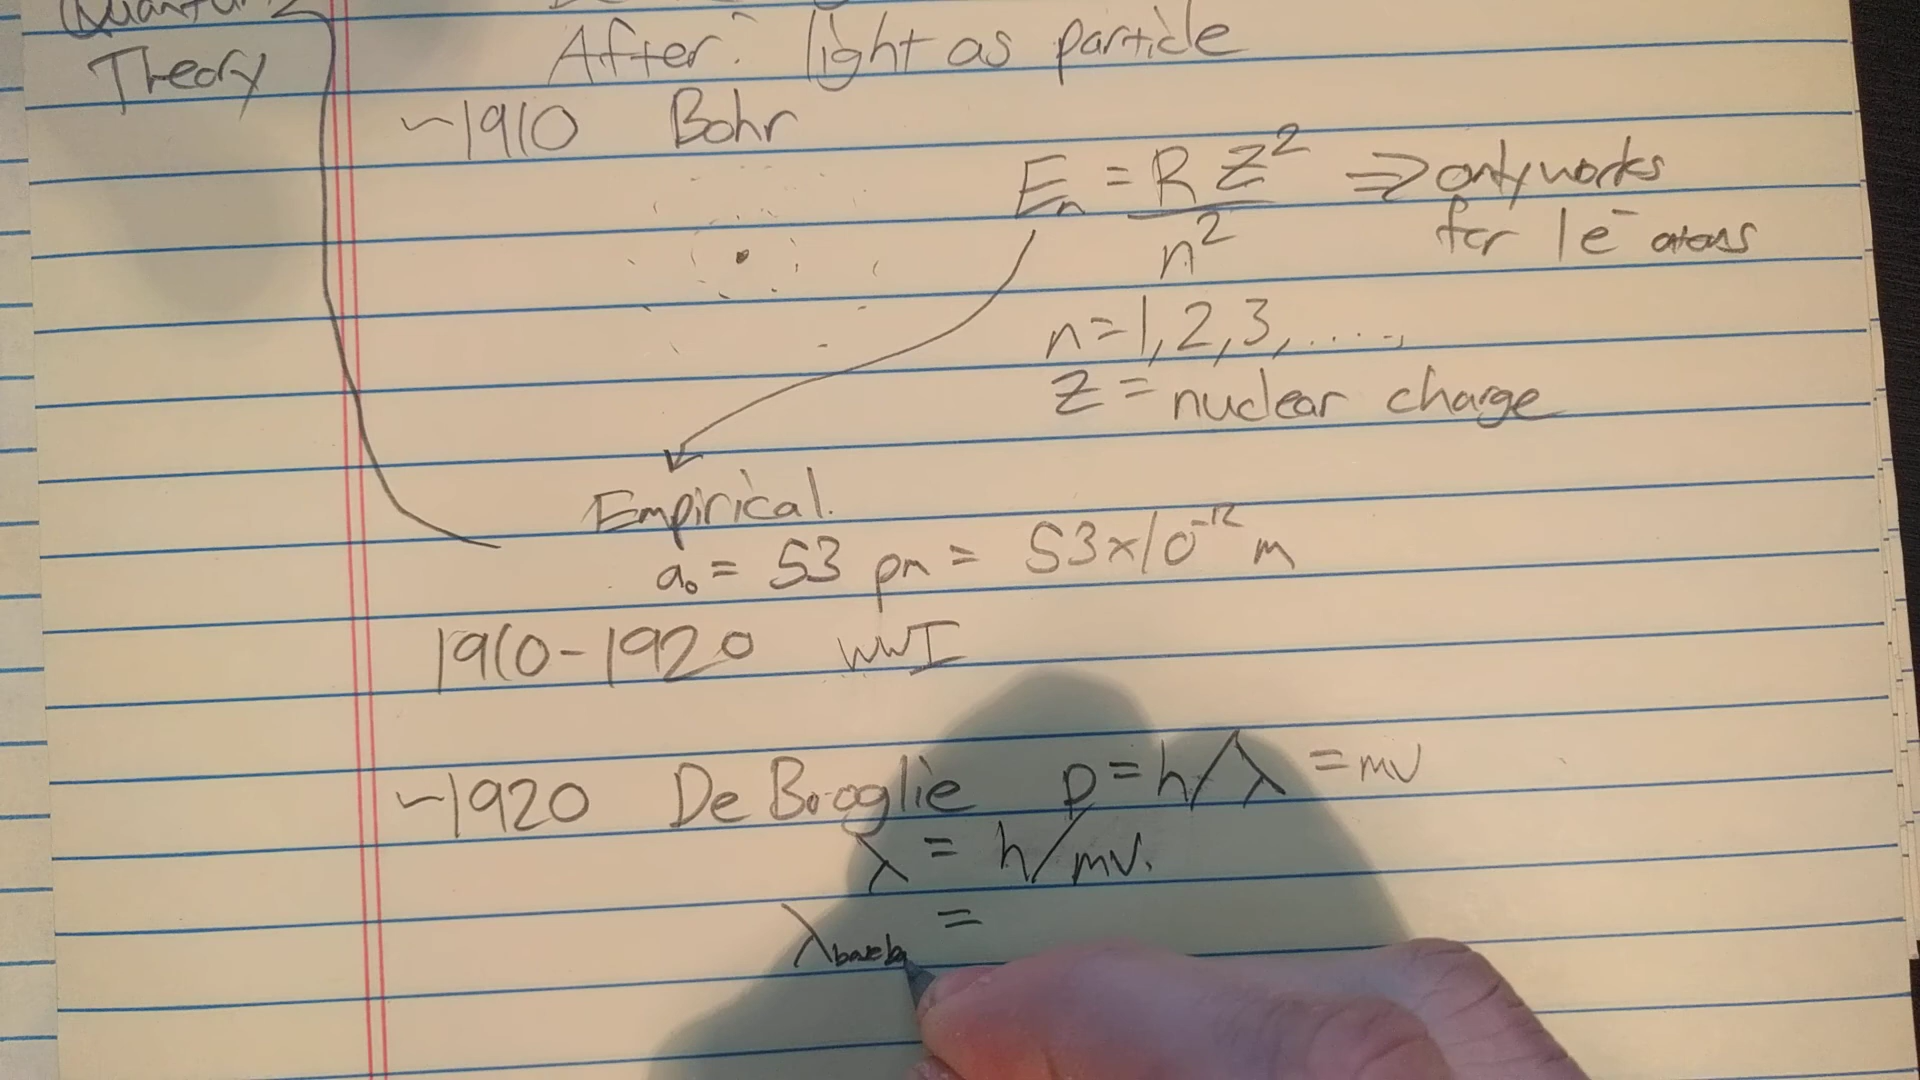 Theory
After: light as particle
~1910 Bohr
Eₙ = R Z² / n² ⇒ only works
for 1e⁻ atoms
n=1,2,3,....,
Z = nuclear charge
Empirical.
a₀ = 53 pm = 53×10⁻¹² m
1910-1920 WWI
~1920 De Broglie p=h/λ = mv
λ = h/mv.
λ =